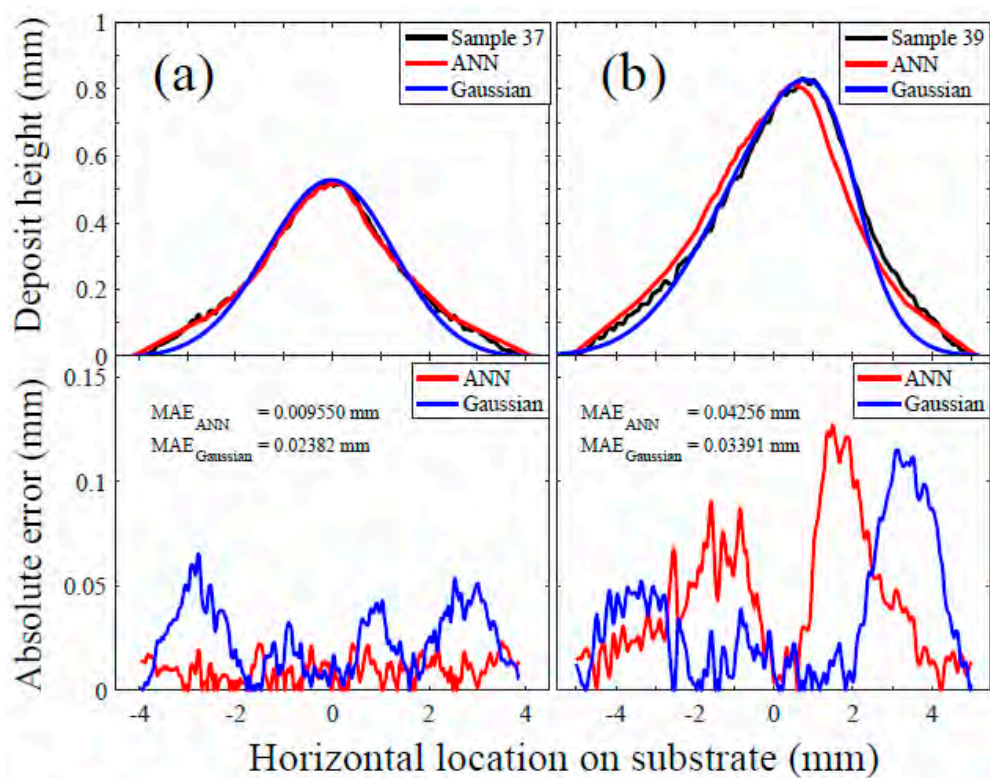 Deposit height (mm)
1
0.8
0.6
0.4
0.2
0
(a)
Sample 37
ANN
Gaussian
(b)
Sample 39
ANN
Gaussian
Absolute error (mm)
0.15
0.1
0.05
0
ANN
Gaussian
MAE_ANN = 0.009550 mm
MAE_Gaussian = 0.02382 mm
ANN
Gaussian
MAE_ANN = 0.04256 mm
MAE_Gaussian = 0.03391 mm
-4 -2 0 2 4 -4 -2 0 2 4
Horizontal location on substrate (mm)